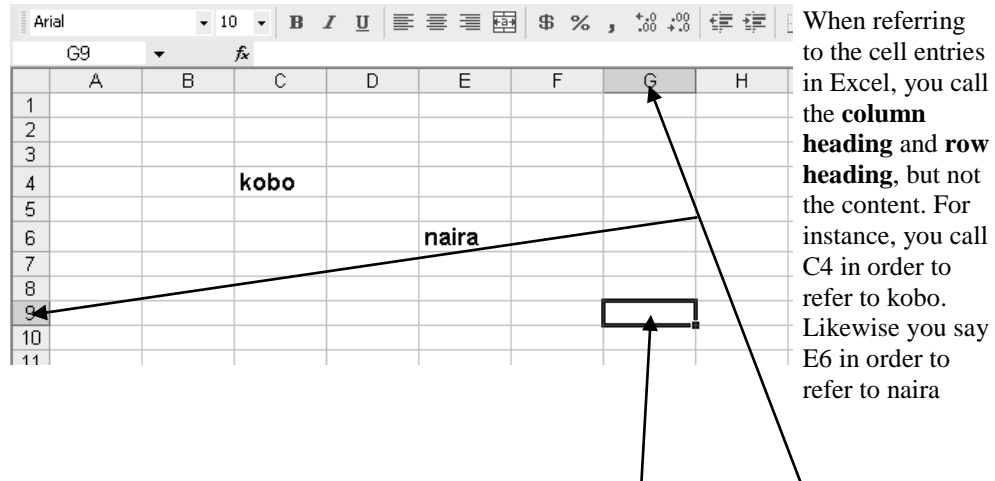 Arial 10 B I U $ % , .00 .00
G9 fx
A B C D E F G H
1
2
3
4 kobo
5
6 naira
7
8
9
10
11
When referring
to the cell entries
in Excel, you call
the column
heading and row
heading, but not
the content. For
instance, you call
C4 in order to
refer to kobo.
Likewise you say
E6 in order to
refer to naira